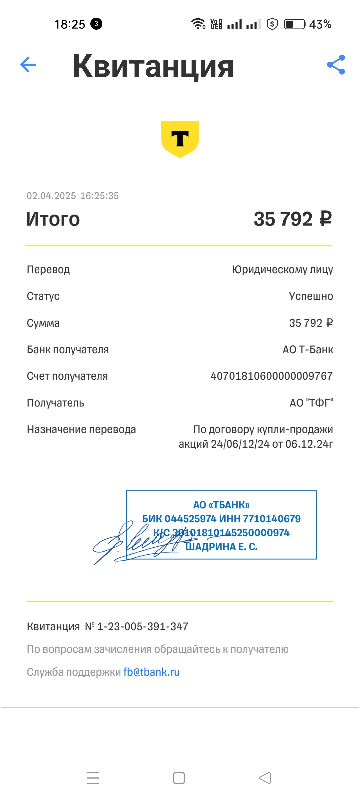 18:25 3 Vo WiFi 43%
Квитанция
T
02.04.2025 16:25:35
Итого 35 792 ₽
Перевод Юридическому лицу
Статус Успешно
Сумма 35 792 ₽
Банк получателя АО Т-Банк
Счет получателя 40701810600000009767
Получатель АО "ТФГ"
Назначение перевода По договору купли-продажи
акций 24/06/12/24 от 06.12.24г
АО «ТБАНК»
БИК 044525974 ИНН 7710140679
К/С 30101810145250000974
ШАДРИНА Е. С.
Квитанция № 1-23-005-391-347
По вопросам зачисления обращайтесь к получателю
Служба поддержки fb@tbank.ru